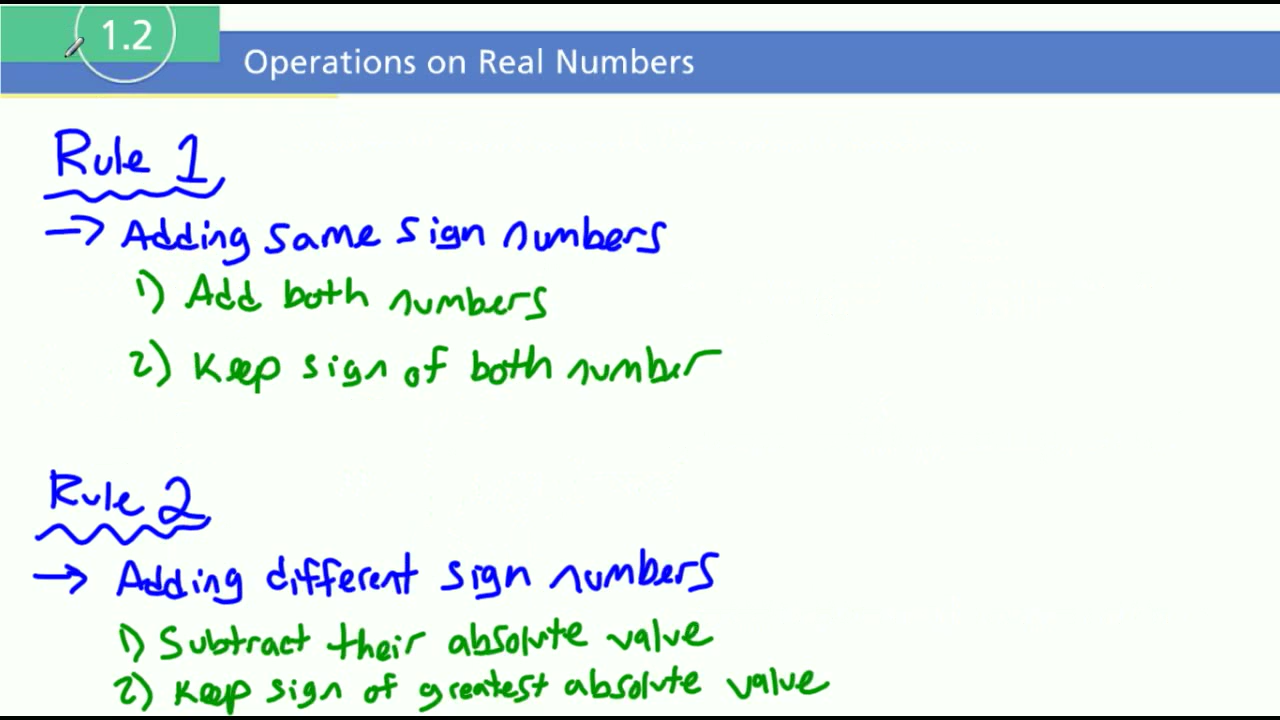 1.2
Operations on Real Numbers
Rule 1
→ Adding same sign numbers
1) Add both numbers
2) Keep sign of both number
Rule 2
→ Adding different sign numbers
1) Subtract their absolute value
2) Keep sign of greatest absolute value